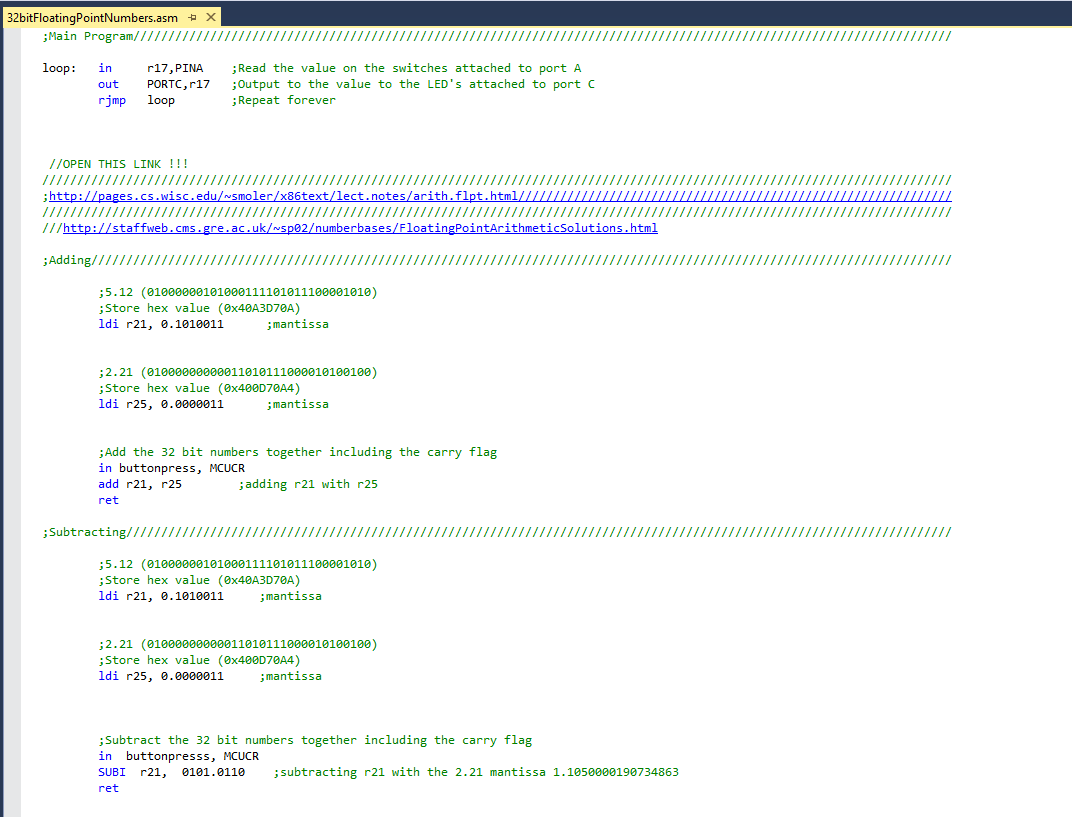 32bitFloatingPointNumbers.asm
;Main Program/////////////////////////////////////////////////////////////////////////////////////////////////////////////////////
loop: in r17,PINA ;Read the value on the switches attached to port A
out PORTC,r17 ;Output to the value to the LED's attached to port C
rjmp loop ;Repeat forever
//OPEN THIS LINK !!!
//////////////////////////////////////////////////////////////////////////////////////////////////////////////////////////////////
;http://pages.cs.wisc.edu/~smoler/x86text/lect.notes/arith.flpt.html//////////////////////////////////////////////////////////////
//////////////////////////////////////////////////////////////////////////////////////////////////////////////////////////////////
///http://staffweb.cms.gre.ac.uk/~sp02/numberbases/FloatingPointArithmeticSolutions.html
;Adding///////////////////////////////////////////////////////////////////////////////////////////////////////////////////////////
;5.12 (01000000101000111101011100001010)
;Store hex value (0x40A3D70A)
ldi r21, 0.1010011 ;mantissa
;2.21 (01000000000011010111000010100100)
;Store hex value (0x400D70A4)
ldi r25, 0.0000011 ;mantissa
;Add the 32 bit numbers together including the carry flag
in buttonpress, MCUCR
add r21, r25 ;adding r21 with r25
ret
;Subtracting//////////////////////////////////////////////////////////////////////////////////////////////////////////////////////
;5.12 (01000000101000111101011100001010)
;Store hex value (0x40A3D70A)
ldi r21, 0.1010011 ;mantissa
;2.21 (01000000000011010111000010100100)
;Store hex value (0x400D70A4)
ldi r25, 0.0000011 ;mantissa
;Subtract the 32 bit numbers together including the carry flag
in buttonpresss, MCUCR
SUBI r21, 0101.0110 ;subtracting r21 with the 2.21 mantissa 1.1050000190734863
ret